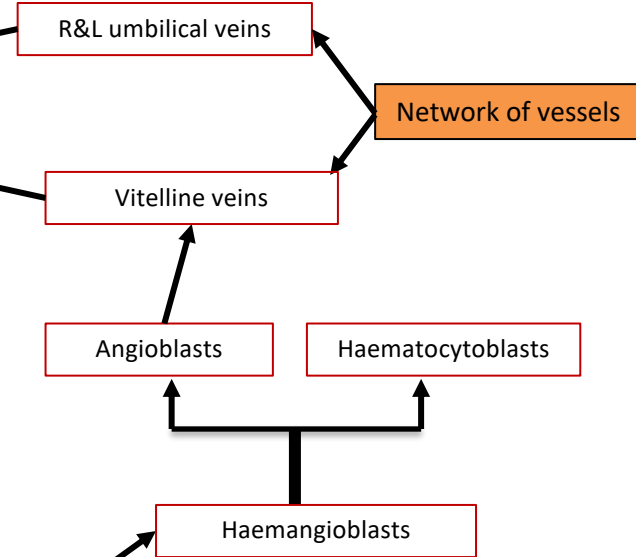 R&L umbilical veins
Network of vessels
Vitelline veins
Angioblasts
Haematocytoblasts
Haemangioblasts